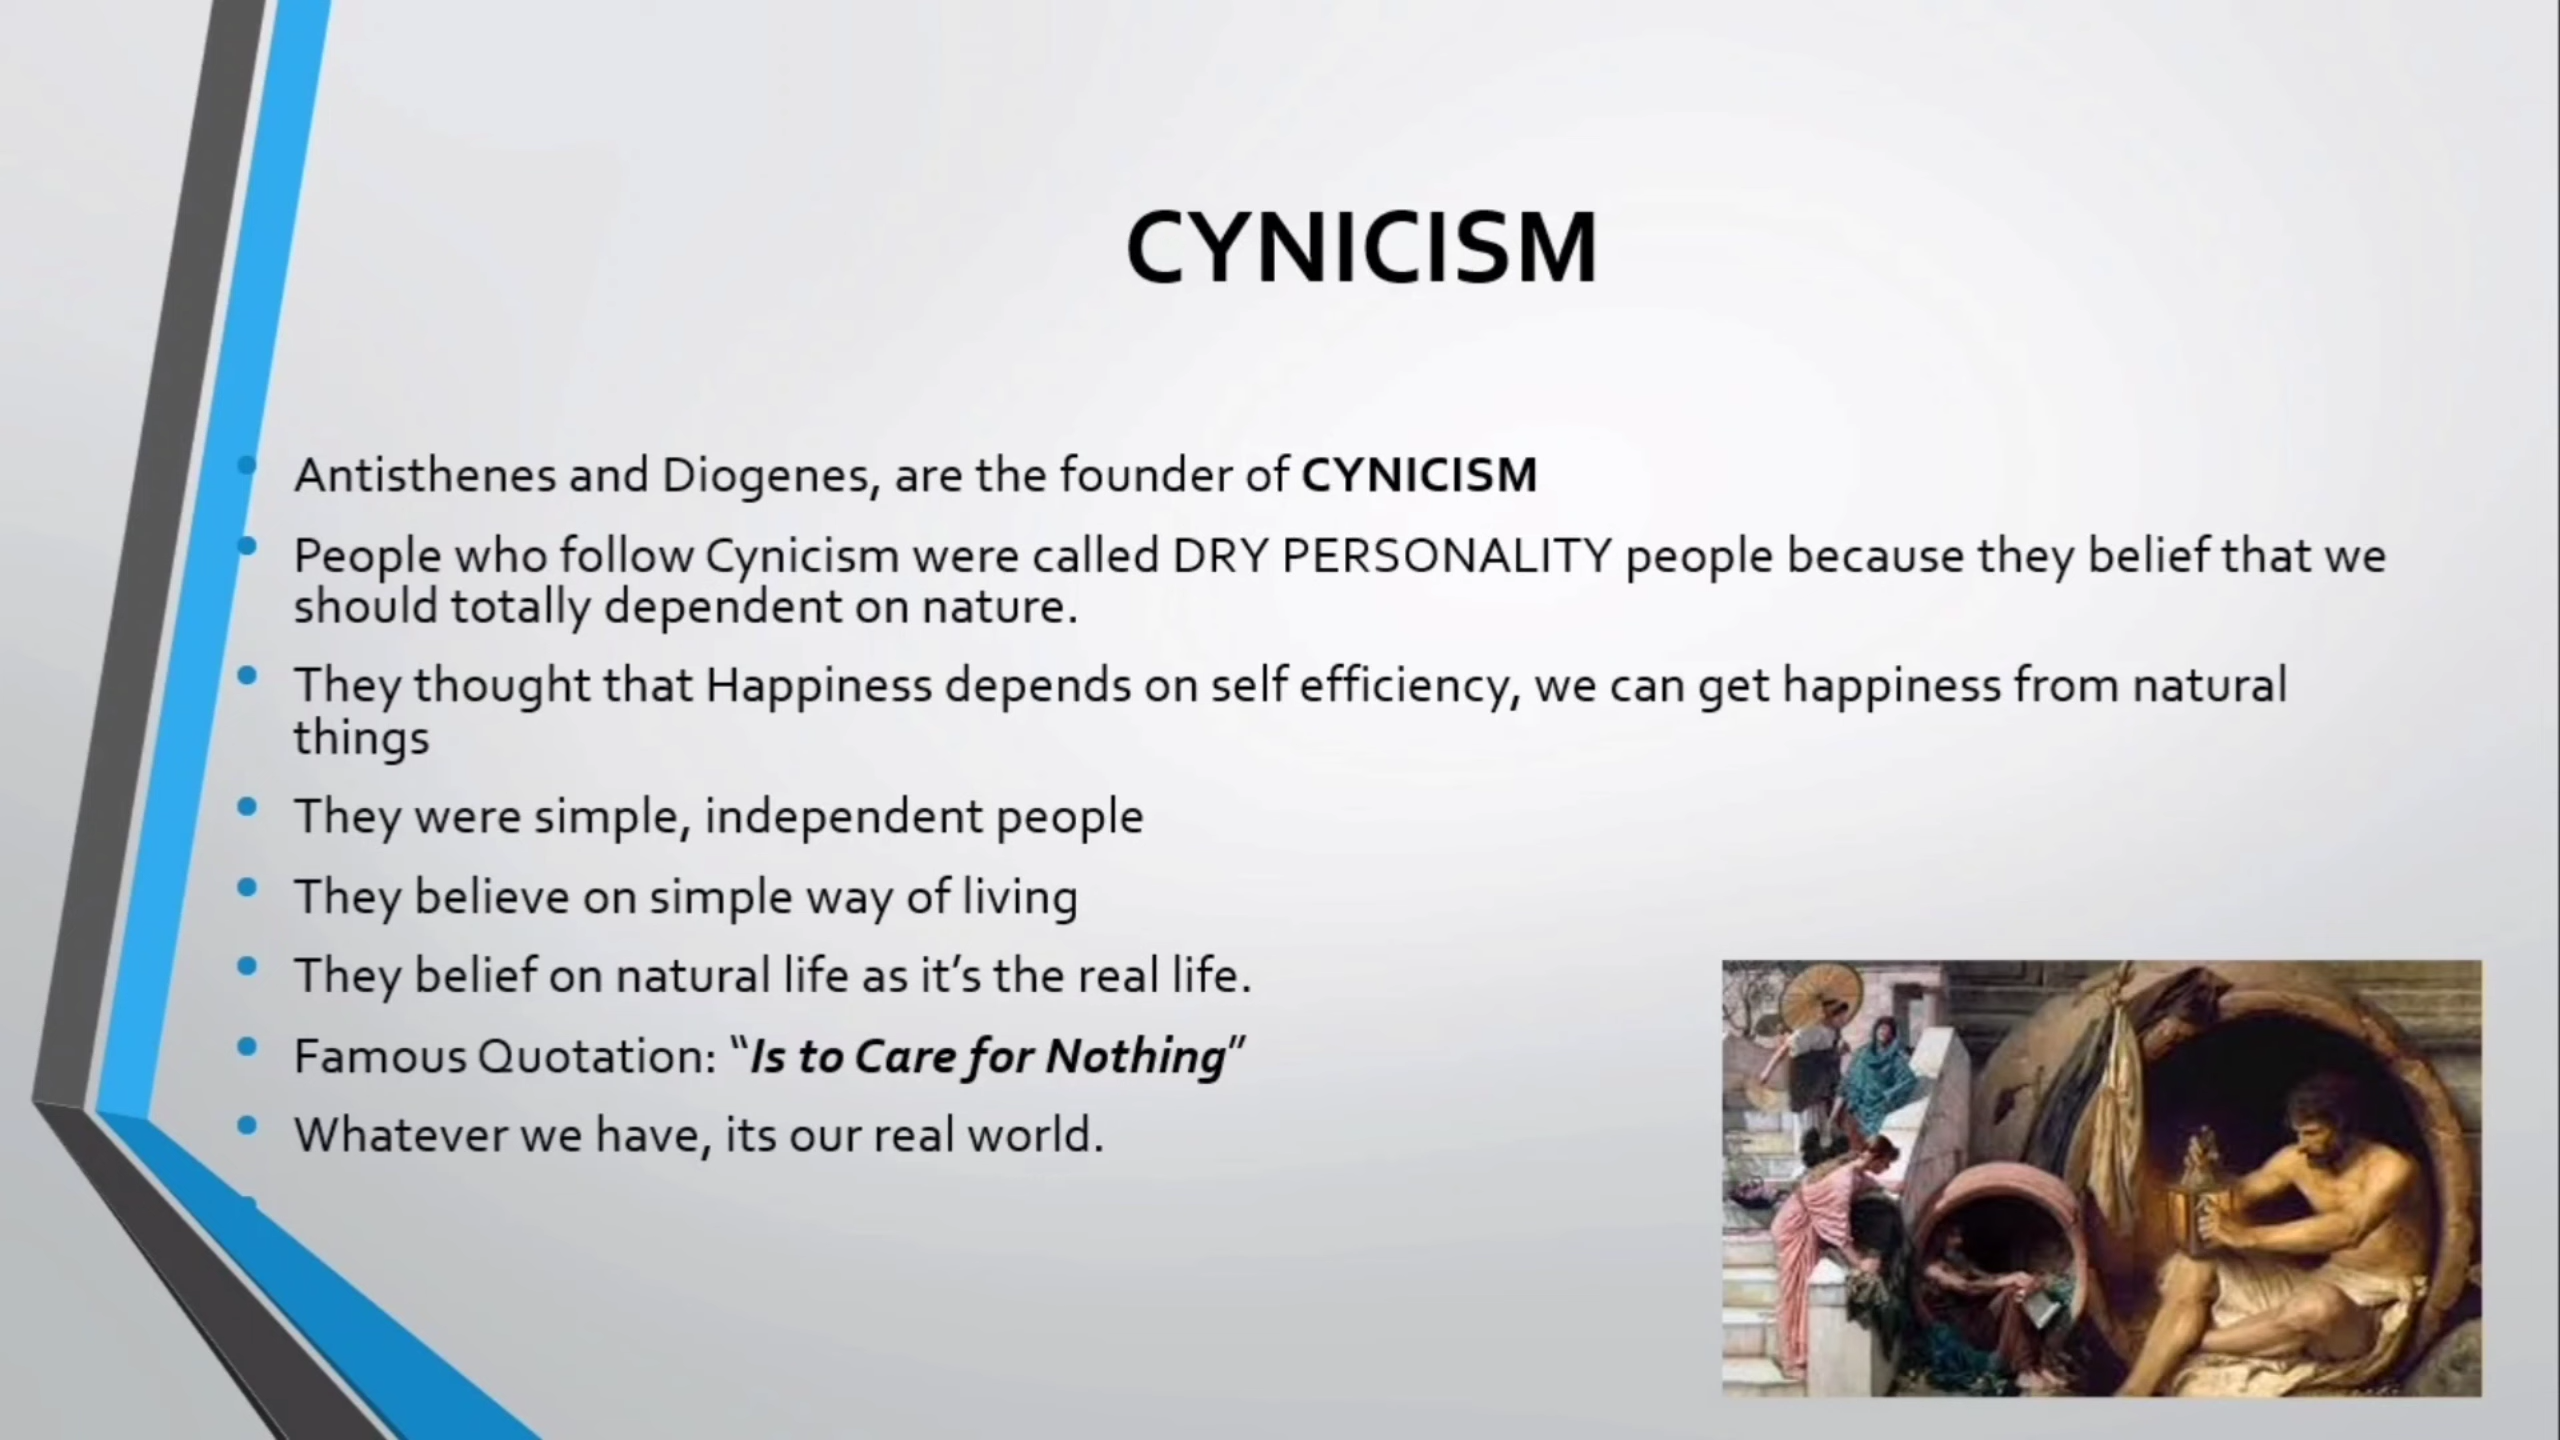 CYNICISM
Antisthenes and Diogenes, are the founder of CYNICISM
People who follow Cynicism were called DRY PERSONALITY people because they belief that we
should totally dependent on nature.
They thought that Happiness depends on self efficiency, we can get happiness from natural
things
They were simple, independent people
They believe on simple way of living
They belief on natural life as it’s the real life.
Famous Quotation: “Is to Care for Nothing”
Whatever we have, its our real world.